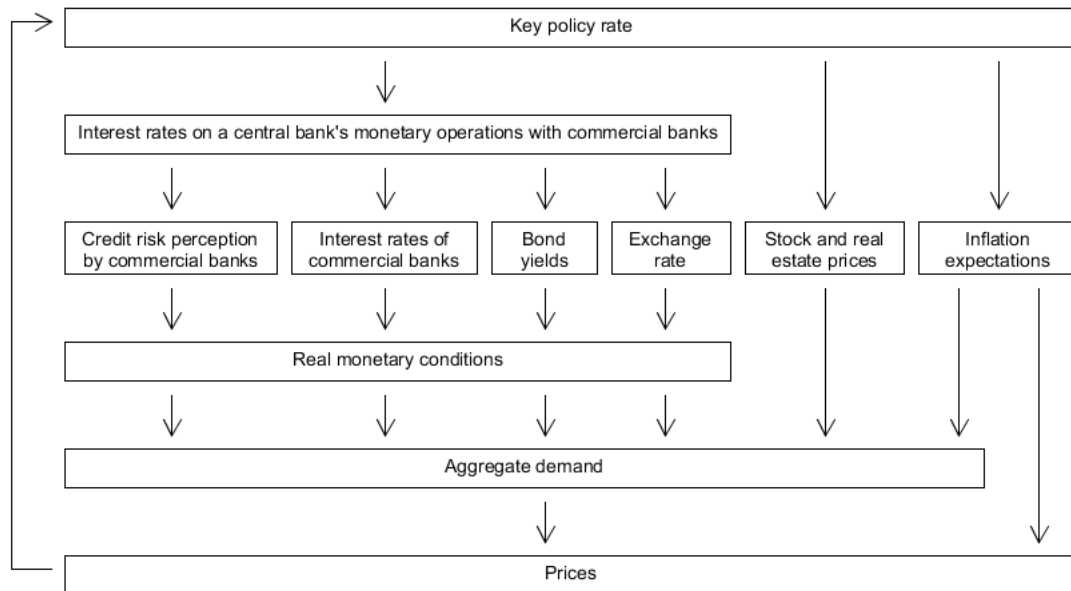 Key policy rate
Interest rates on a central bank's monetary operations with commercial banks
Credit risk perception
by commercial banks
Interest rates of
commercial banks
Bond
yields
Exchange
rate
Stock and real
estate prices
Inflation
expectations
Real monetary conditions
Aggregate demand
Prices